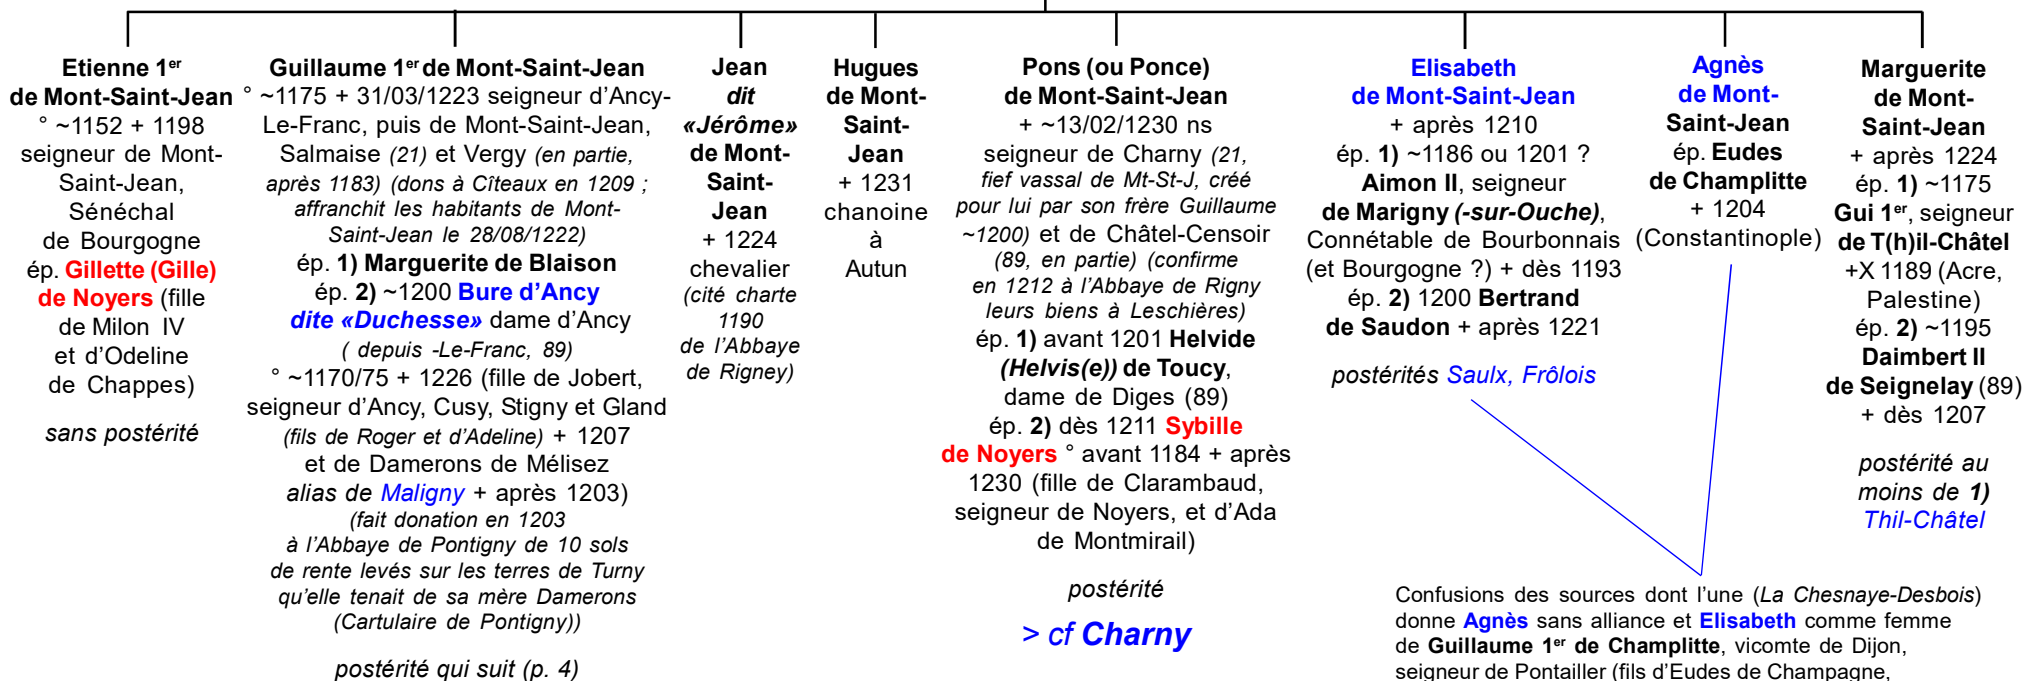 Etienne 1er
de Mont-Saint-Jean
° ~1152 + 1198
seigneur de Mont-
Saint-Jean,
Sénéchal
de Bourgogne
ép. Gillette (Gille)
de Noyers (fille
de Milon IV
et d'Odeline
de Chappes)
sans postérité
Guillaume 1er de Mont-Saint-Jean
° ~1175 + 31/03/1223 seigneur d'Ancy-
Le-Franc, puis de Mont-Saint-Jean,
Salmaise (21) et Vergy (en partie,
après 1183) (dons à Cîteaux en 1209 ;
affranchit les habitants de Mont-
Saint-Jean le 28/08/1222)
ép. 1) Marguerite de Blaison
ép. 2) ~1200 Bure d'Ancy
dite «Duchesse» dame d'Ancy
( depuis -Le-Franc, 89)
° ~1170/75 + 1226 (fille de Jobert,
seigneur d'Ancy, Cusy, Stigny et Gland
(fils de Roger et d'Adeline) + 1207
et de Damerons de Mélisez
alias de Maligny + après 1203)
(fait donation en 1203
à l'Abbaye de Pontigny de 10 sols
de rente levés sur les terres de Turny
qu'elle tenait de sa mère Damerons
(Cartulaire de Pontigny))
postérité qui suit (p. 4)
Jean
dit
«Jérôme»
de Mont-
Saint-
Jean
+ 1224
chevalier
(cité charte
1190
de l'Abbaye
de Rigney)
Hugues
de Mont-
Saint-
Jean
+ 1231
chanoine
à
Autun
Pons (ou Ponce)
de Mont-Saint-Jean
+ ~13/02/1230 ns
seigneur de Charny (21,
fief vassal de Mt-St-J, créé
pour lui par son frère Guillaume
~1200) et de Châtel-Censoir
(89, en partie) (confirme
en 1212 à l'Abbaye de Rigny
leurs biens à Leschières)
ép. 1) avant 1201 Helvide
(Helvis(e)) de Toucy,
dame de Diges (89)
ép. 2) dès 1211 Sybille
de Noyers ° avant 1184 + après
1230 (fille de Clarambaud,
seigneur de Noyers, et d'Ada
de Montmirail)
postérité
> cf Charny
Elisabeth
de Mont-Saint-Jean
+ après 1210
ép. 1) ~1186 ou 1201 ?
Aimon II, seigneur
de Marigny (-sur-Ouche),
Connétable de Bourbonnais
(et Bourgogne ?) + dès 1193
ép. 2) 1200 Bertrand
de Saudon + après 1221
postérités Saulx, Frôlois
Agnès
de Mont-
Saint-Jean
ép. Eudes
de Champlitte
+ 1204
(Constantinople)
Marguerite
de Mont-
Saint-Jean
+ après 1224
ép. 1) ~1175
Gui 1er, seigneur
de T(h)il-Châtel
+X 1189 (Acre,
Palestine)
ép. 2) ~1195
Daimbert II
de Seignelay (89)
+ dès 1207
postérité au
moins de 1)
Thil-Châtel
Confusions des sources dont l'une (La Chesnaye-Desbois)
donne Agnès sans alliance et Elisabeth comme femme
de Guillaume 1er de Champlitte, vicomte de Dijon,
seigneur de Pontailler (fils d'Eudes de Champagne,